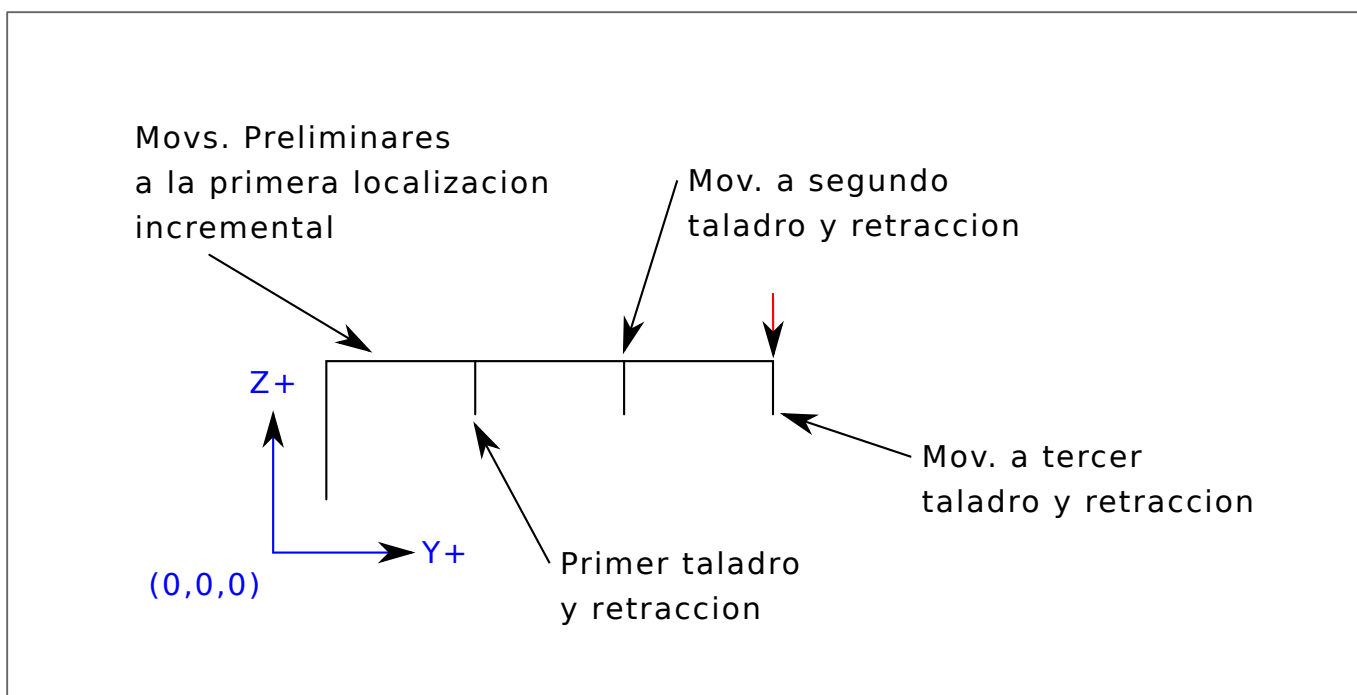 Movs. Preliminares
a la primera localizacion
incremental
Mov. a segundo
taladro y retraccion
Z+
Mov. a tercer
taladro y retraccion
Y+
(0,0,0)
Primer taladro
y retraccion